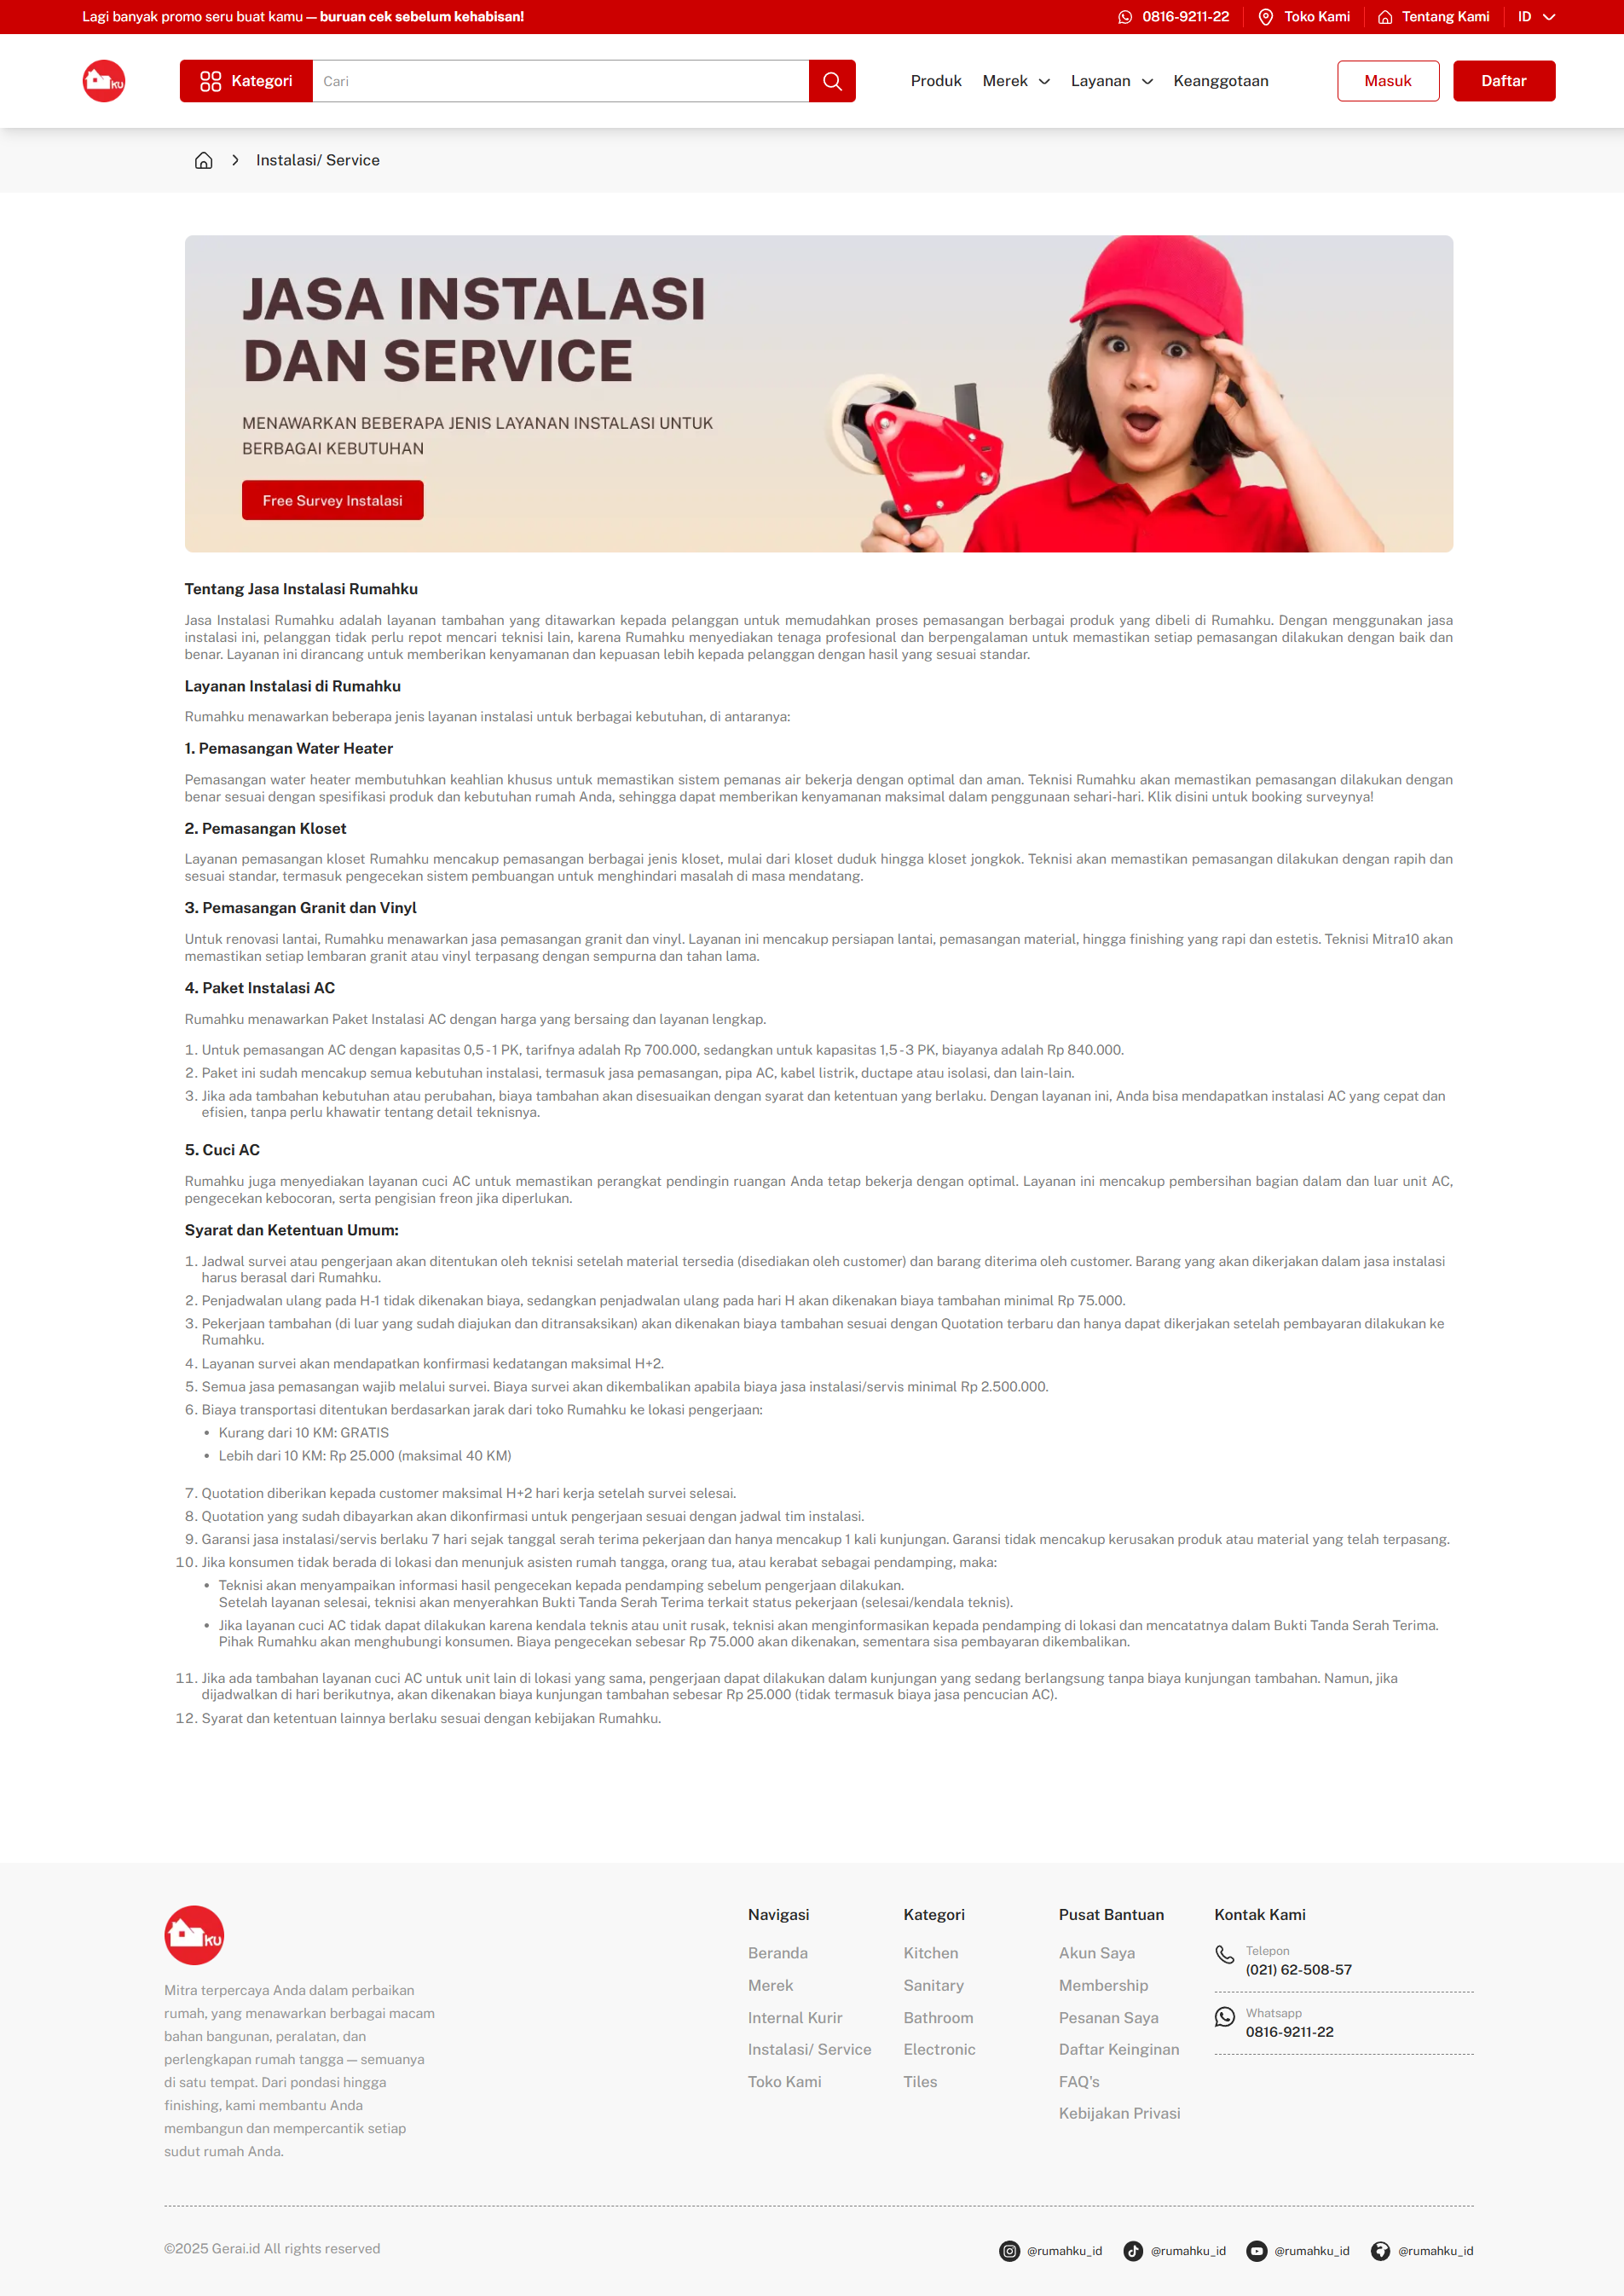 Lagi banyak promo seru buat kamu — buruan cek sebelum kehabisan!
0816-9211-22
Toko Kami
Tentang Kami
ID
KU
Kategori
Cari
Produk
Merek
Layanan
Keanggotaan
Masuk
Daftar
Instalasi/ Service
JASA INSTALASI
DAN SERVICE
MENAWARKAN BEBERAPA JENIS LAYANAN INSTALASI UNTUK
BERBAGAI KEBUTUHAN
Free Survey Instalasi
Tentang Jasa Instalasi Rumahku
Jasa Instalasi Rumahku adalah layanan tambahan yang ditawarkan kepada pelanggan untuk memudahkan proses pemasangan berbagai produk yang dibeli di Rumahku. Dengan menggunakan jasa
instalasi ini, pelanggan tidak perlu repot mencari teknisi lain, karena Rumahku menyediakan tenaga profesional dan berpengalaman untuk memastikan setiap pemasangan dilakukan dengan baik dan
benar. Layanan ini dirancang untuk memberikan kenyamanan dan kepuasan lebih kepada pelanggan dengan hasil yang sesuai standar.
Layanan Instalasi di Rumahku
Rumahku menawarkan beberapa jenis layanan instalasi untuk berbagai kebutuhan, di antaranya:
1. Pemasangan Water Heater
Pemasangan water heater membutuhkan keahlian khusus untuk memastikan sistem pemanas air bekerja dengan optimal dan aman. Teknisi Rumahku akan memastikan pemasangan dilakukan dengan
benar sesuai dengan spesifikasi produk dan kebutuhan rumah Anda, sehingga dapat memberikan kenyamanan maksimal dalam penggunaan sehari-hari. Klik disini untuk booking surveynya!
2. Pemasangan Kloset
Layanan pemasangan kloset Rumahku mencakup pemasangan berbagai jenis kloset, mulai dari kloset duduk hingga kloset jongkok. Teknisi akan memastikan pemasangan dilakukan dengan rapih dan
sesuai standar, termasuk pengecekan sistem pembuangan untuk menghindari masalah di masa mendatang.
3. Pemasangan Granit dan Vinyl
Untuk renovasi lantai, Rumahku menawarkan jasa pemasangan granit dan vinyl. Layanan ini mencakup persiapan lantai, pemasangan material, hingga finishing yang rapi dan estetis. Teknisi Mitra10 akan
memastikan setiap lembaran granit atau vinyl terpasang dengan sempurna dan tahan lama.
4. Paket Instalasi AC
Rumahku menawarkan Paket Instalasi AC dengan harga yang bersaing dan layanan lengkap.
1. Untuk pemasangan AC dengan kapasitas 0,5 - 1 PK, tarifnya adalah Rp 700.000, sedangkan untuk kapasitas 1,5 - 3 PK, biayanya adalah Rp 840.000.
2. Paket ini sudah mencakup semua kebutuhan instalasi, termasuk jasa pemasangan, pipa AC, kabel listrik, ductape atau isolasi, dan lain-lain.
3. Jika ada tambahan kebutuhan atau perubahan, biaya tambahan akan disesuaikan dengan syarat dan ketentuan yang berlaku. Dengan layanan ini, Anda bisa mendapatkan instalasi AC yang cepat dan
efisien, tanpa perlu khawatir tentang detail teknisnya.
5. Cuci AC
Rumahku juga menyediakan layanan cuci AC untuk memastikan perangkat pendingin ruangan Anda tetap bekerja dengan optimal. Layanan ini mencakup pembersihan bagian dalam dan luar unit AC,
pengecekan kebocoran, serta pengisian freon jika diperlukan.
Syarat dan Ketentuan Umum:
1. Jadwal survei atau pengerjaan akan ditentukan oleh teknisi setelah material tersedia (disediakan oleh customer) dan barang diterima oleh customer. Barang yang akan dikerjakan dalam jasa instalasi
harus berasal dari Rumahku.
2. Penjadwalan ulang pada H-1 tidak dikenakan biaya, sedangkan penjadwalan ulang pada hari H akan dikenakan biaya tambahan minimal Rp 75.000.
3. Pekerjaan tambahan (di luar yang sudah diajukan dan ditransaksikan) akan dikenakan biaya tambahan sesuai dengan Quotation terbaru dan hanya dapat dikerjakan setelah pembayaran dilakukan ke
Rumahku.
4. Layanan survei akan mendapatkan konfirmasi kedatangan maksimal H+2.
5. Semua jasa pemasangan wajib melalui survei. Biaya survei akan dikembalikan apabila biaya jasa instalasi/servis minimal Rp 2.500.000.
6. Biaya transportasi ditentukan berdasarkan jarak dari toko Rumahku ke lokasi pengerjaan:
• Kurang dari 10 KM: GRATIS
• Lebih dari 10 KM: Rp 25.000 (maksimal 40 KM)
7. Quotation diberikan kepada customer maksimal H+2 hari kerja setelah survei selesai.
8. Quotation yang sudah dibayarkan akan dikonfirmasi untuk pengerjaan sesuai dengan jadwal tim instalasi.
9. Garansi jasa instalasi/servis berlaku 7 hari sejak tanggal serah terima pekerjaan dan hanya mencakup 1 kali kunjungan. Garansi tidak mencakup kerusakan produk atau material yang telah terpasang.
10. Jika konsumen tidak berada di lokasi dan menunjuk asisten rumah tangga, orang tua, atau kerabat sebagai pendamping, maka:
• Teknisi akan menyampaikan informasi hasil pengecekan kepada pendamping sebelum pengerjaan dilakukan.
Setelah layanan selesai, teknisi akan menyerahkan Bukti Tanda Serah Terima terkait status pekerjaan (selesai/kendala teknis).
• Jika layanan cuci AC tidak dapat dilakukan karena kendala teknis atau unit rusak, teknisi akan menginformasikan kepada pendamping di lokasi dan mencatatnya dalam Bukti Tanda Serah Terima.
Pihak Rumahku akan menghubungi konsumen. Biaya pengecekan sebesar Rp 75.000 akan dikenakan, sementara sisa pembayaran dikembalikan.
11. Jika ada tambahan layanan cuci AC untuk unit lain di lokasi yang sama, pengerjaan dapat dilakukan dalam kunjungan yang sedang berlangsung tanpa biaya kunjungan tambahan. Namun, jika
dijadwalkan di hari berikutnya, akan dikenakan biaya kunjungan tambahan sebesar Rp 25.000 (tidak termasuk biaya jasa pencucian AC).
12. Syarat dan ketentuan lainnya berlaku sesuai dengan kebijakan Rumahku.
ku
Mitra terpercaya Anda dalam perbaikan
rumah, yang menawarkan berbagai macam
bahan bangunan, peralatan, dan
perlengkapan rumah tangga — semuanya
di satu tempat. Dari pondasi hingga
finishing, kami membantu Anda
membangun dan mempercantik setiap
sudut rumah Anda.
Navigasi
Beranda
Merek
Internal Kurir
Instalasi/ Service
Toko Kami
Kategori
Kitchen
Sanitary
Bathroom
Electronic
Tiles
Pusat Bantuan
Akun Saya
Membership
Pesanan Saya
Daftar Keinginan
FAQ's
Kebijakan Privasi
Kontak Kami
Telepon
(021) 62-508-57
Whatsapp
0816-9211-22
©2025 Gerai.id All rights reserved
@rumahku_id
@rumahku_id
@rumahku_id
@rumahku_id